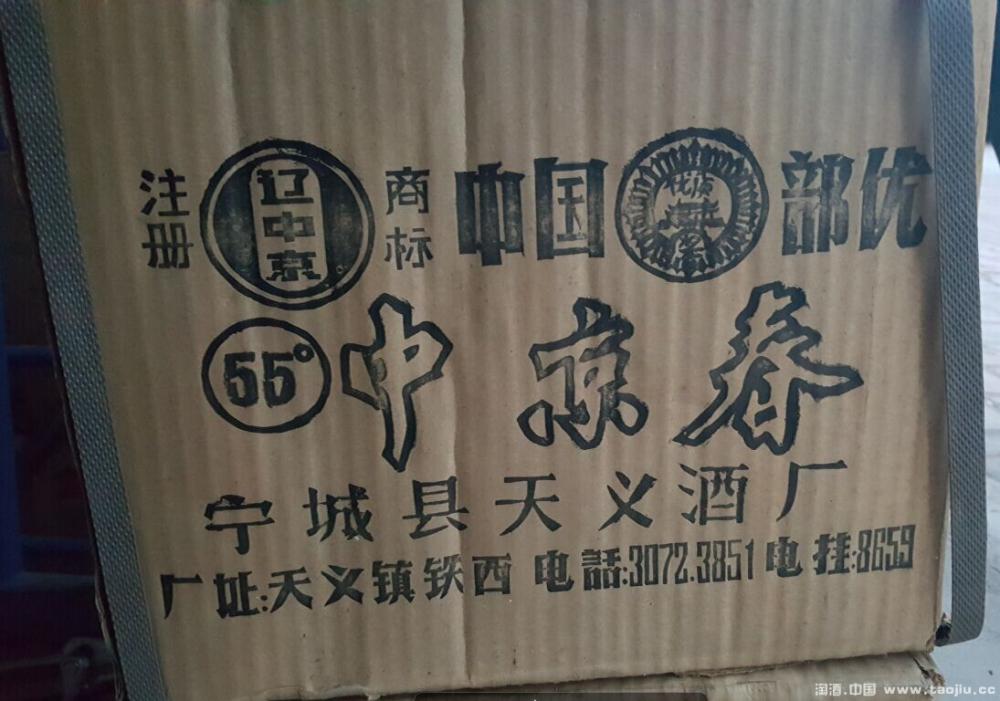 注册 辽中京 商标 中国 优质 部优
55° 中京春
宁城县天义酒厂
厂址:天义镇铁西 电話:3072.3851 电挂:8659
淘酒.中国 www.taojiu.cc